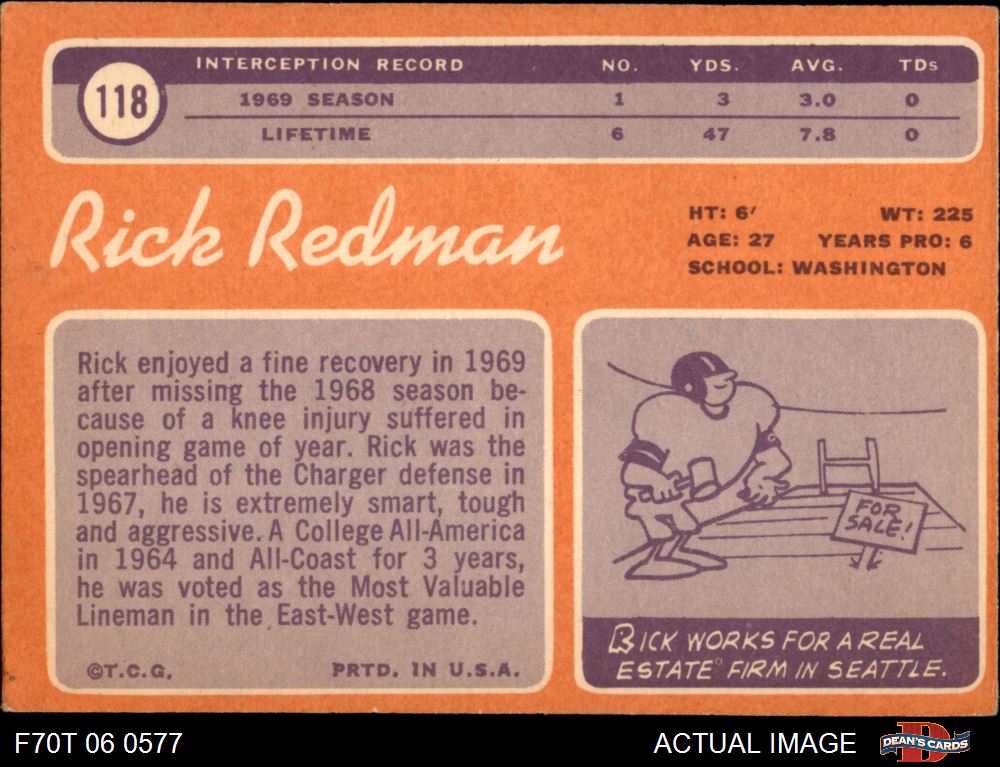 118
INTERCEPTION RECORD NO. YDS. AVG. TDs
1969 SEASON 1 3 3.0 0
LIFETIME 6 47 7.8 0
Rick Redman
HT: 6' WT: 225
AGE: 27 YEARS PRO: 6
SCHOOL: WASHINGTON
Rick enjoyed a fine recovery in 1969
after missing the 1968 season be-
cause of a knee injury suffered in
opening game of year. Rick was the
spearhead of the Charger defense in
1967, he is extremely smart, tough
and aggressive. A College All-America
in 1964 and All-Coast for 3 years,
he was voted as the Most Valuable
Lineman in the East-West game.
©T.C.G. PRTD. IN U.S.A.
FOR
SALE!
RICK WORKS FOR A REAL
ESTATE FIRM IN SEATTLE.
F70T 06 0577 ACTUAL IMAGE
D
DEAN'S CARDS